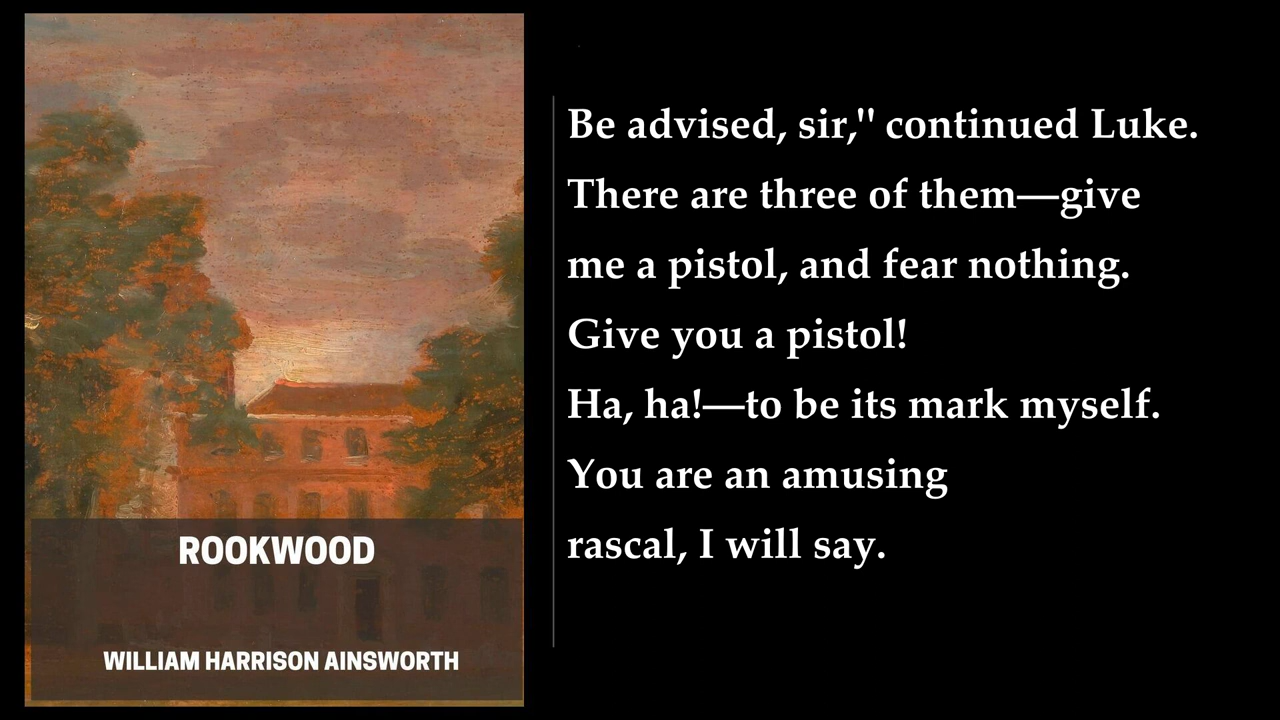 Be advised, sir," continued Luke.
There are three of them—give
me a pistol, and fear nothing.
Give you a pistol!
Ha, ha!—to be its mark myself.
You are an amusing
rascal, I will say.
ROOKWOOD
WILLIAM HARRISON AINSWORTH